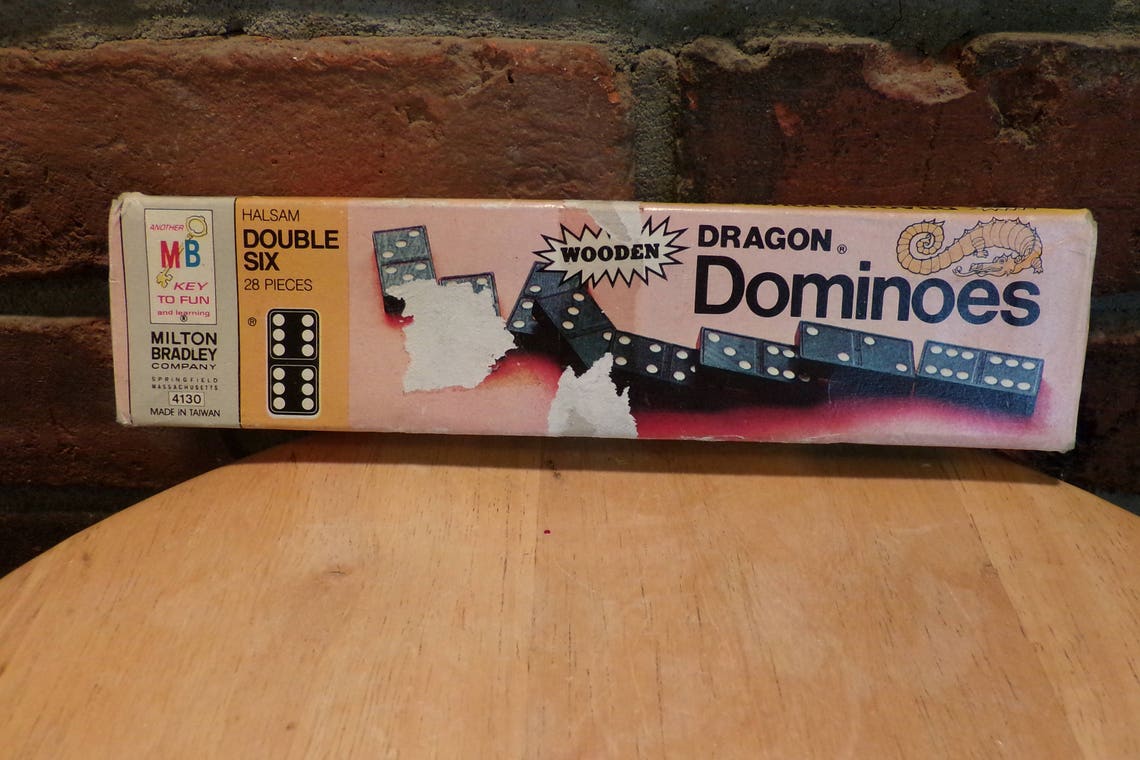 ANOTHER
MB
KEY
TO FUN
and learning
®
MILTON
BRADLEY
COMPANY
SPRINGFIELD
MASSACHUSETTS
4130
MADE IN TAIWAN
HALSAM
DOUBLE
SIX
28 PIECES
®
WOODEN
DRAGON®
Dominoes